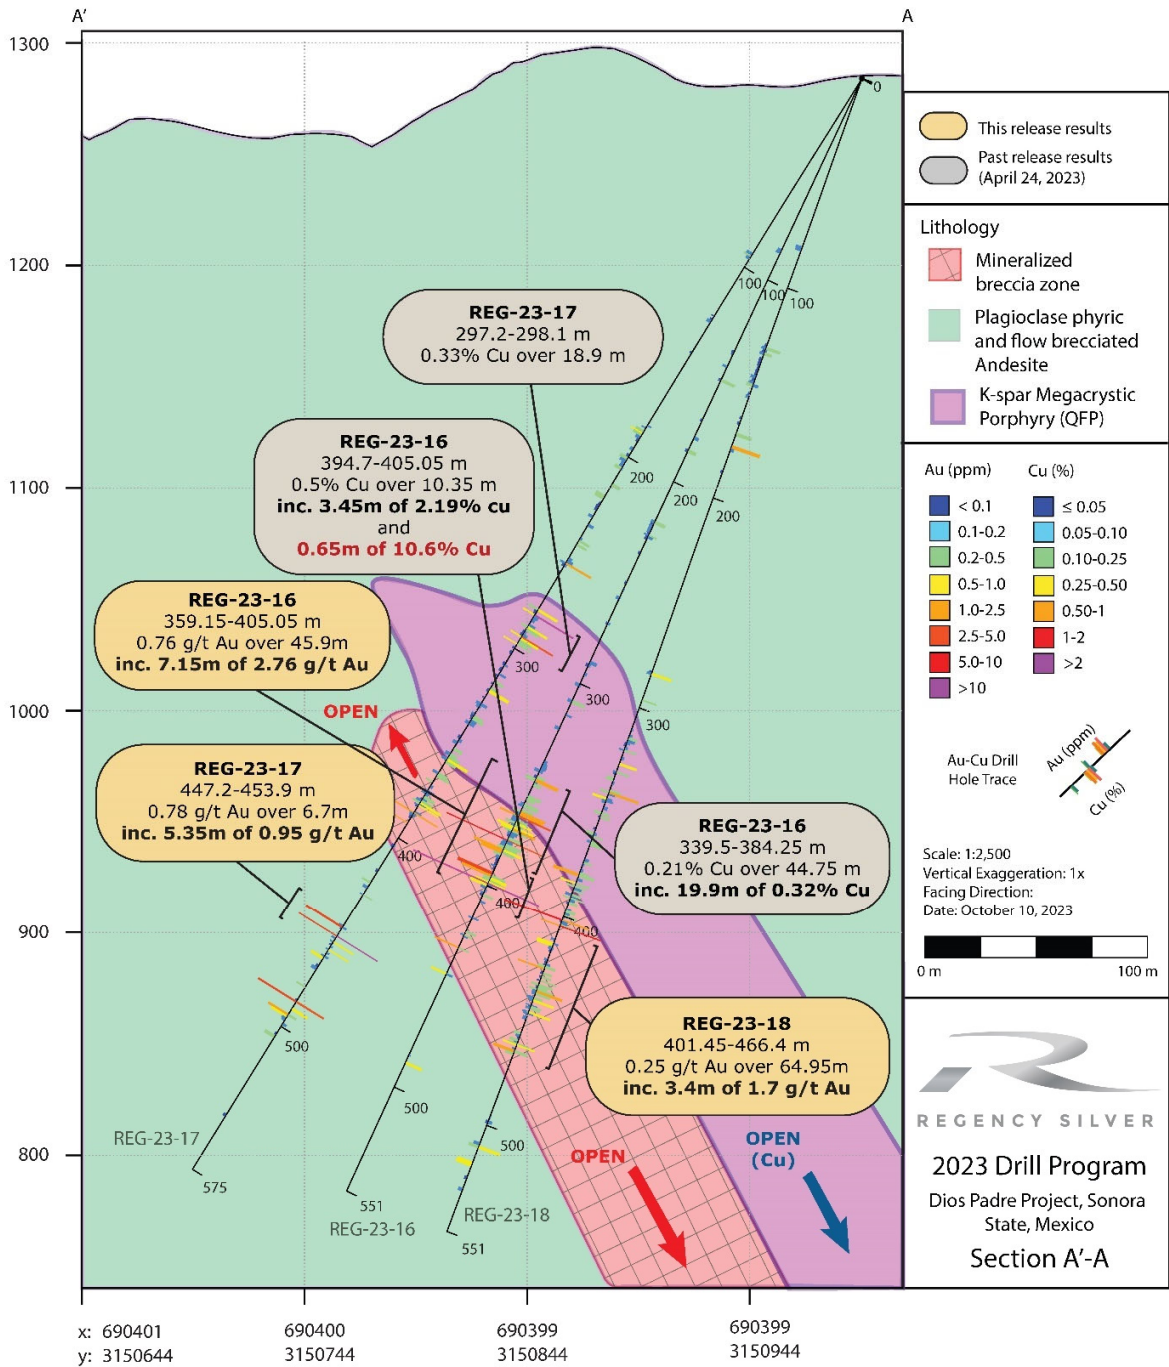 A'
A
1300
1200
1100
1000
900
800
0
100
100
100
200
200
200
300
300
300
400
400
400
500
500
500
575
551
551
REG-23-17
REG-23-16
REG-23-18
REG-23-17
297.2-298.1 m
0.33% Cu over 18.9 m
REG-23-16
394.7-405.05 m
0.5% Cu over 10.35 m
inc. 3.45m of 2.19% cu
and
0.65m of 10.6% Cu
REG-23-16
359.15-405.05 m
0.76 g/t Au over 45.9m
inc. 7.15m of 2.76 g/t Au
OPEN
REG-23-17
447.2-453.9 m
0.78 g/t Au over 6.7m
inc. 5.35m of 0.95 g/t Au
REG-23-16
339.5-384.25 m
0.21% Cu over 44.75 m
inc. 19.9m of 0.32% Cu
REG-23-18
401.45-466.4 m
0.25 g/t Au over 64.95m
inc. 3.4m of 1.7 g/t Au
OPEN
OPEN
(Cu)
x: 690401
y: 3150644
690400
3150744
690399
3150844
690399
3150944
This release results
Past release results
(April 24, 2023)
Lithology
Mineralized
breccia zone
Plagioclase phyric
and flow brecciated
Andesite
K-spar Megacrystic
Porphyry (QFP)
Au (ppm) Cu (%)
< 0.1 ≤ 0.05
0.1-0.2 0.05-0.10
0.2-0.5 0.10-0.25
0.5-1.0 0.25-0.50
1.0-2.5 0.50-1
2.5-5.0 1-2
5.0-10 >2
>10
Au-Cu Drill
Hole Trace
Au (ppm)
Cu (%)
Scale: 1:2,500
Vertical Exaggeration: 1x
Facing Direction:
Date: October 10, 2023
0 m 100 m
REGENCY SILVER
2023 Drill Program
Dios Padre Project, Sonora
State, Mexico
Section A'-A